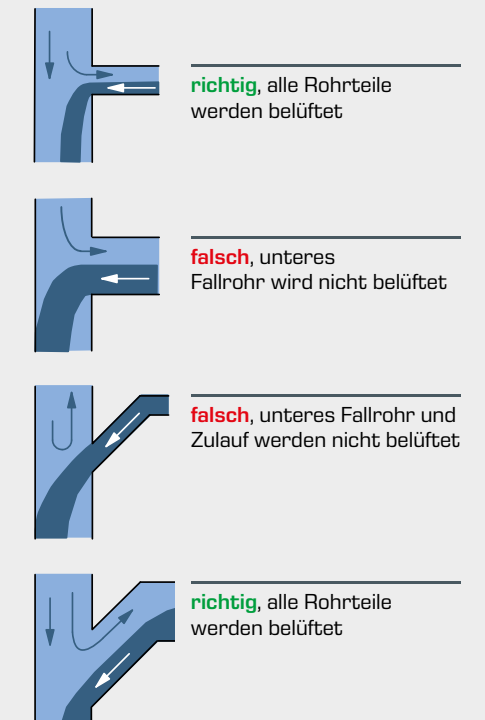 richtig, alle Rohrteile
werden belüftet
falsch, unteres
Fallrohr wird nicht belüftet
falsch, unteres Fallrohr und
Zulauf werden nicht belüftet
richtig, alle Rohrteile
werden belüftet